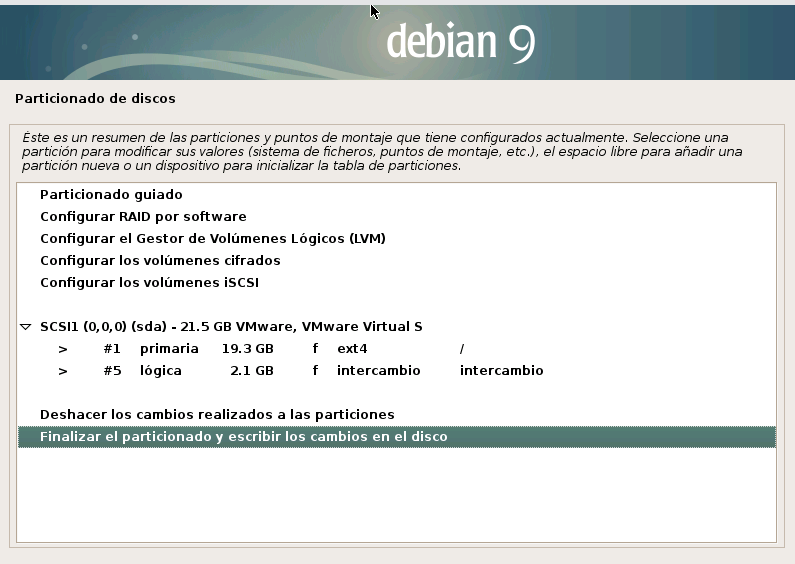 debian 9
Particionado de discos
Éste es un resumen de las particiones y puntos de montaje que tiene configurados actualmente. Seleccione una
partición para modificar sus valores (sistema de ficheros, puntos de montaje, etc.), el espacio libre para añadir una
partición nueva o un dispositivo para inicializar la tabla de particiones.
Particionado guiado
Configurar RAID por software
Configurar el Gestor de Volúmenes Lógicos (LVM)
Configurar los volúmenes cifrados
Configurar los volúmenes iSCSI
SCSI1 (0,0,0) (sda) - 21.5 GB VMware, VMware Virtual S
> #1 primaria 19.3 GB f ext4 /
> #5 lógica 2.1 GB f intercambio intercambio
Deshacer los cambios realizados a las particiones
Finalizar el particionado y escribir los cambios en el disco